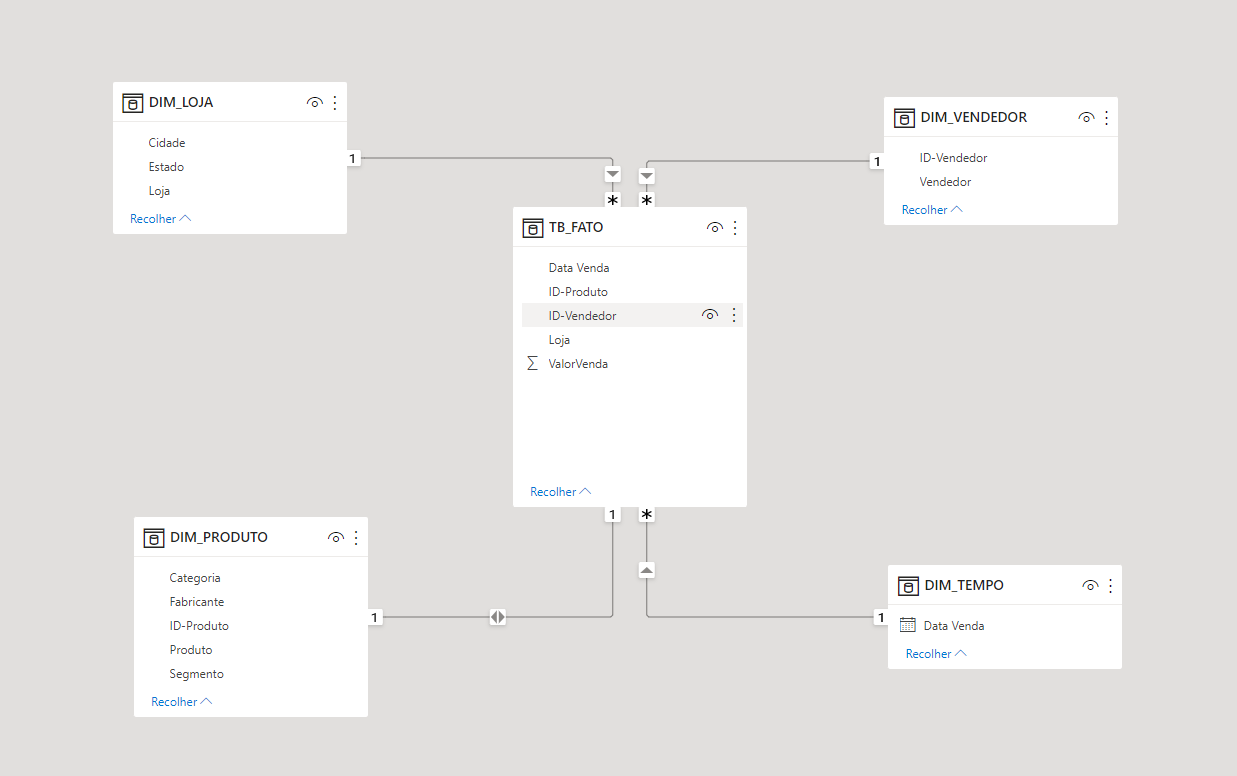 DIM_LOJA
Cidade
Estado
Loja
Recolher
1
DIM_VENDEDOR
ID-Vendedor
Vendedor
Recolher
1
*
*
TB_FATO
Data Venda
ID-Produto
ID-Vendedor
Loja
∑ ValorVenda
Recolher
1
*
DIM_PRODUTO
Categoria
Fabricante
ID-Produto
Produto
Segmento
Recolher
1
DIM_TEMPO
Data Venda
Recolher
1